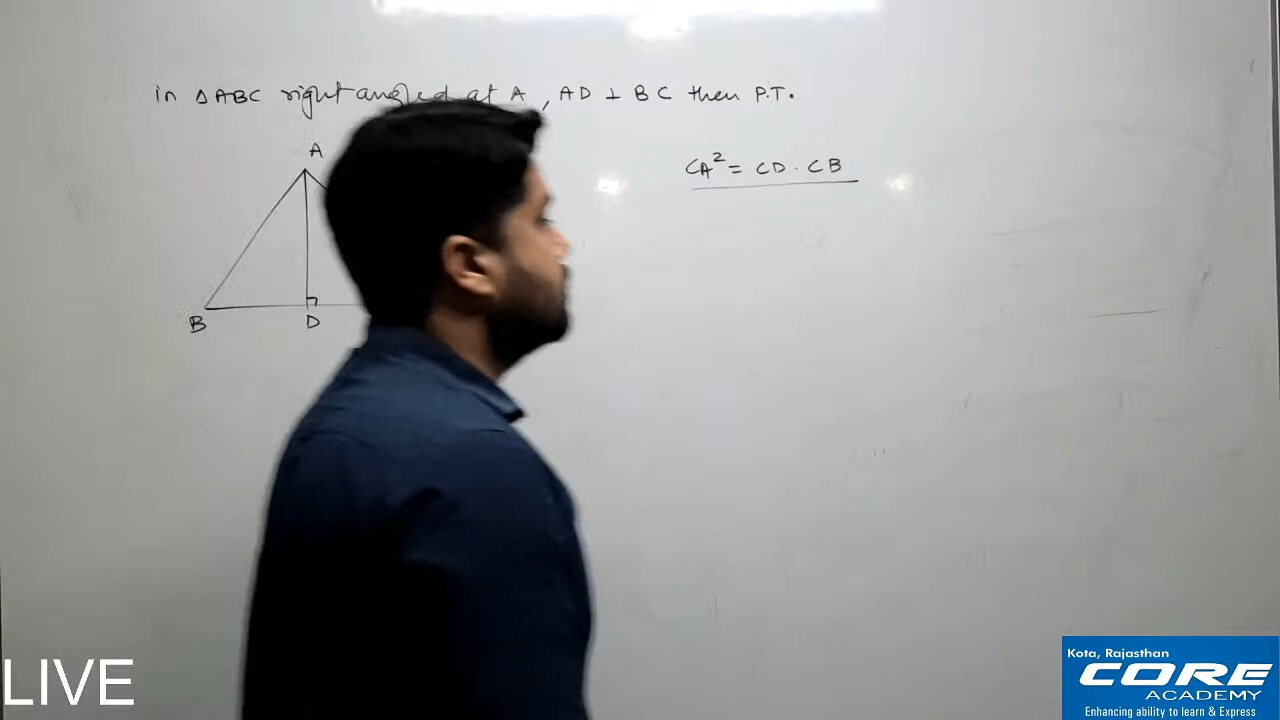 in △ABC right angled at A, AD ⊥ BC then P.T.
A
CA² = CD . CB
B
D
LIVE
Kota, Rajasthan
CORE
ACADEMY
Enhancing ability to learn & Express